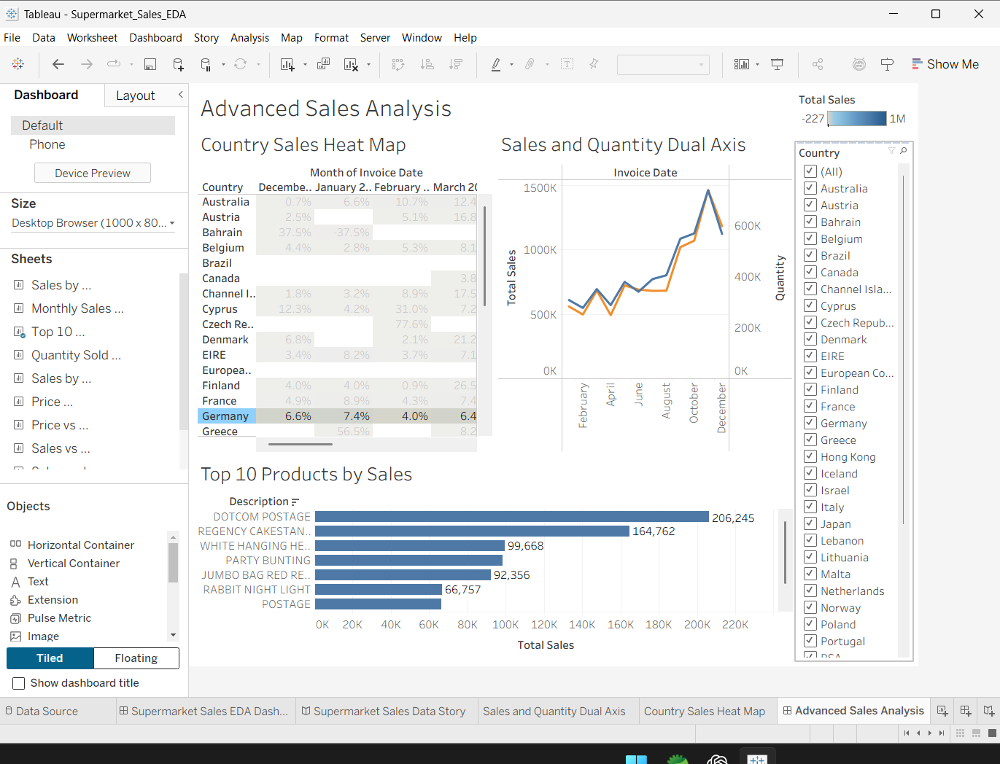 Tableau - Supermarket_Sales_EDA
File Data Worksheet Dashboard Story Analysis Map Format Server Window Help
Show Me
Dashboard
Layout
Default
Phone
Device Preview
Size
Desktop Browser (1000 x 80...
Sheets
Sales by ...
Monthly Sales ...
Top 10 ...
Quantity Sold ...
Sales by ...
Price ...
Price vs ...
Sales vs ...
Objects
Horizontal Container
Vertical Container
Text
Extension
Pulse Metric
Image
Tiled Floating
Show dashboard title
Advanced Sales Analysis
Country Sales Heat Map
Month of Invoice Date
Country Decembe.. January 2.. February .. March 20
Australia 0.7% 6.6% 10.7% 12.4
Austria 2.5% 5.1% 16.8
Bahrain 37.5% -37.5%
Belgium 4.4% 2.8% 5.3% 8.1
Brazil
Canada 3.8
Channel I.. 1.8% 3.2% 8.9% 17.5
Cyprus 12.3% 4.2% 31.0% 7.2
Czech Re.. 77.6%
Denmark 6.8% 2.1% 21.2
EIRE 3.4% 8.2% 3.7% 7.1
Europea..
Finland 4.0% 4.0% 0.9% 26.5
France 4.9% 8.9% 4.3% 7.4
Germany 6.6% 7.4% 4.0% 6.4
Greece 56.5% 8.2
Sales and Quantity Dual Axis
Invoice Date
1500K
1000K
500K
0K
Total Sales
600K
400K
200K
0K
Quantity
February
April
June
August
October
December
Top 10 Products by Sales
Description
DOTCOM POSTAGE 206,245
REGENCY CAKESTAN.. 164,762
WHITE HANGING HE.. 99,668
PARTY BUNTING
JUMBO BAG RED RE.. 92,356
RABBIT NIGHT LIGHT 66,757
POSTAGE
0K 20K 40K 60K 80K 100K 120K 140K 160K 180K 200K 220K
Total Sales
Total Sales
-227 1M
Country
(All)
Australia
Austria
Bahrain
Belgium
Brazil
Canada
Channel Isla...
Cyprus
Czech Repub...
Denmark
EIRE
European Co...
Finland
France
Germany
Greece
Hong Kong
Iceland
Israel
Italy
Japan
Lebanon
Lithuania
Malta
Netherlands
Norway
Poland
Portugal
RSA
Data Source
Supermarket Sales EDA Dash...
Supermarket Sales Data Story
Sales and Quantity Dual Axis
Country Sales Heat Map
Advanced Sales Analysis